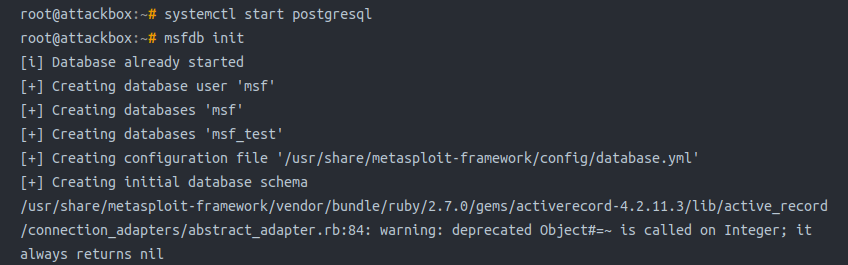 root@attackbox:~# systemctl start postgresql
root@attackbox:~# msfdb init
[i] Database already started
[+] Creating database user 'msf'
[+] Creating databases 'msf'
[+] Creating databases 'msf_test'
[+] Creating configuration file '/usr/share/metasploit-framework/config/database.yml'
[+] Creating initial database schema
/usr/share/metasploit-framework/vendor/bundle/ruby/2.7.0/gems/activerecord-4.2.11.3/lib/active_record
/connection_adapters/abstract_adapter.rb:84: warning: deprecated Object#=~ is called on Integer; it
always returns nil